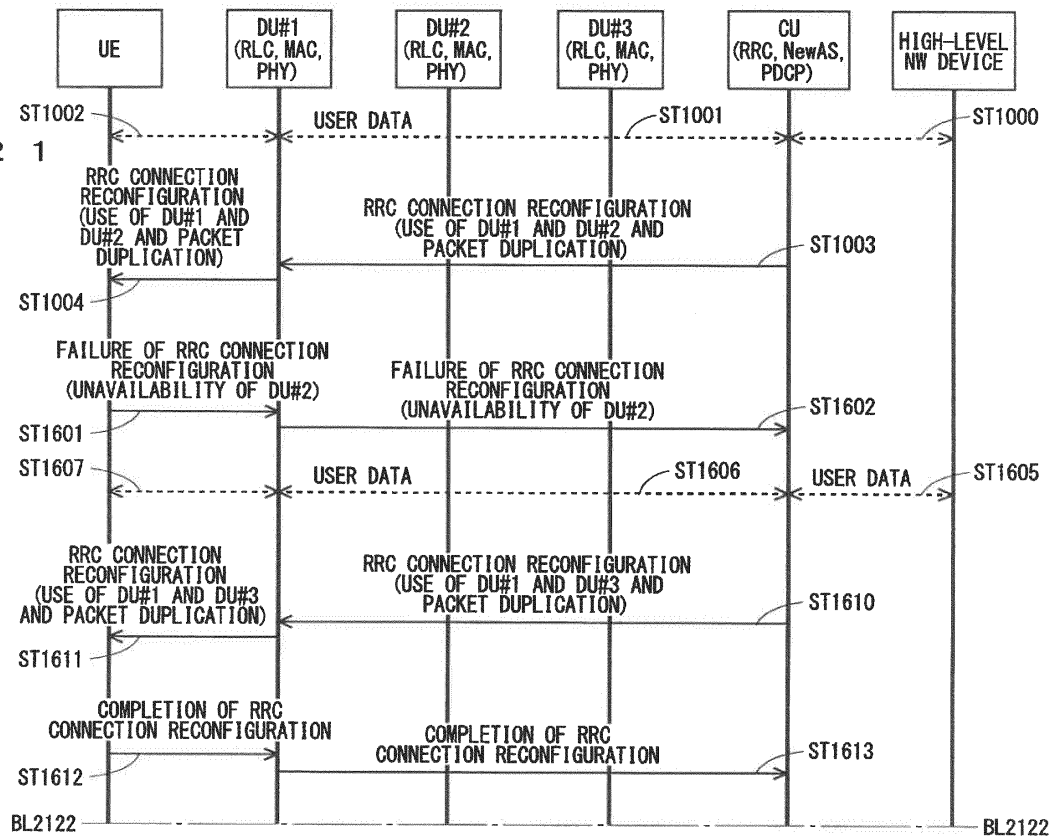 UE
DU#1
(RLC, MAC,
PHY)
DU#2
(RLC, MAC,
PHY)
DU#3
(RLC, MAC,
PHY)
CU
(RRC, NewAS,
PDCP)
HIGH-LEVEL
NW DEVICE
ST1002
USER DATA
ST1001
ST1000
2 1
RRC CONNECTION
RECONFIGURATION
(USE OF DU#1 AND
DU#2 AND PACKET
DUPLICATION)
RRC CONNECTION RECONFIGURATION
(USE OF DU#1 AND DU#2 AND
PACKET DUPLICATION)
ST1003
ST1004
FAILURE OF RRC CONNECTION
RECONFIGURATION
(UNAVAILABILITY OF DU#2)
FAILURE OF RRC CONNECTION
RECONFIGURATION
(UNAVAILABILITY OF DU#2)
ST1602
ST1601
ST1607
USER DATA
ST1606
USER DATA
ST1605
RRC CONNECTION
RECONFIGURATION
(USE OF DU#1 AND DU#3
AND PACKET DUPLICATION)
RRC CONNECTION RECONFIGURATION
(USE OF DU#1 AND DU#3 AND
PACKET DUPLICATION)
ST1610
ST1611
COMPLETION OF RRC
CONNECTION RECONFIGURATION
COMPLETION OF RRC
CONNECTION RECONFIGURATION
ST1613
ST1612
BL2122
BL2122